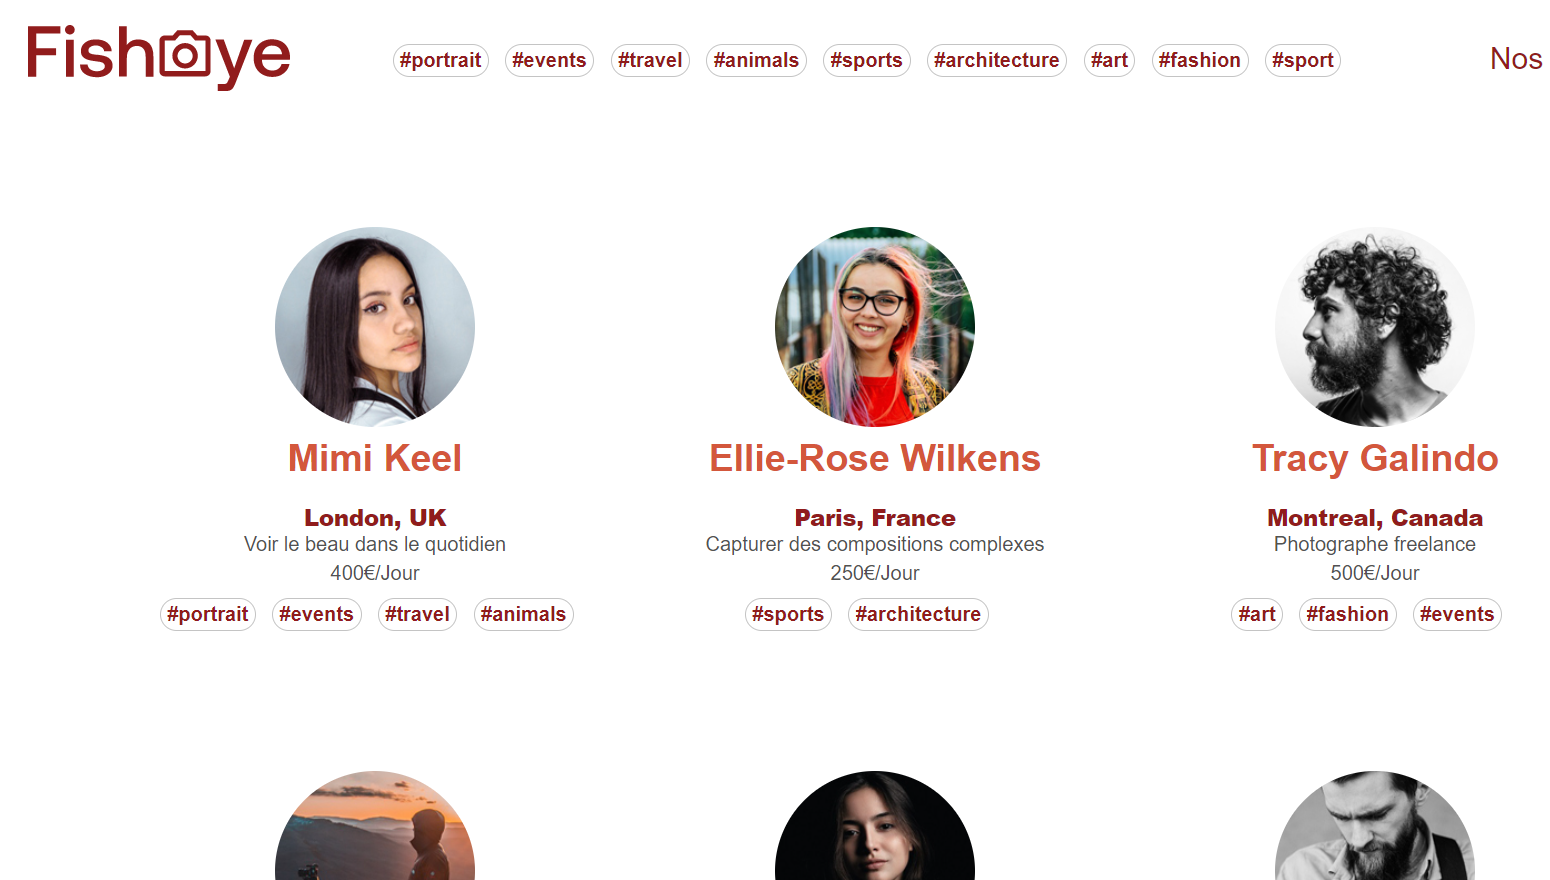 Fisheye
#portrait #events #travel #animals #sports #architecture #art #fashion #sport
Nos
Mimi Keel
London, UK
Voir le beau dans le quotidien
400€/Jour
#portrait #events #travel #animals
Ellie-Rose Wilkens
Paris, France
Capturer des compositions complexes
250€/Jour
#sports #architecture
Tracy Galindo
Montreal, Canada
Photographe freelance
500€/Jour
#art #fashion #events